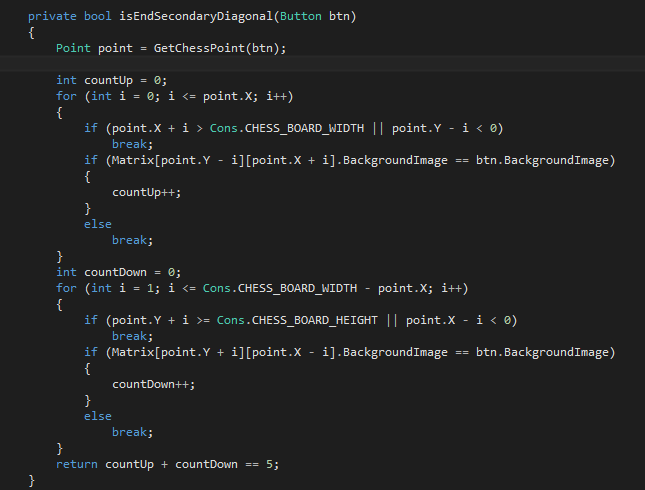 private bool isEndSecondaryDiagonal(Button btn)
{
Point point = GetChessPoint(btn);
int countUp = 0;
for (int i = 0; i <= point.X; i++)
{
if (point.X + i > Cons.CHESS_BOARD_WIDTH || point.Y - i < 0)
break;
if (Matrix[point.Y - i][point.X + i].BackgroundImage == btn.BackgroundImage)
{
countUp++;
}
else
break;
}
int countDown = 0;
for (int i = 1; i <= Cons.CHESS_BOARD_WIDTH - point.X; i++)
{
if (point.Y + i >= Cons.CHESS_BOARD_HEIGHT || point.X - i < 0)
break;
if (Matrix[point.Y + i][point.X - i].BackgroundImage == btn.BackgroundImage)
{
countDown++;
}
else
break;
}
return countUp + countDown == 5;
}